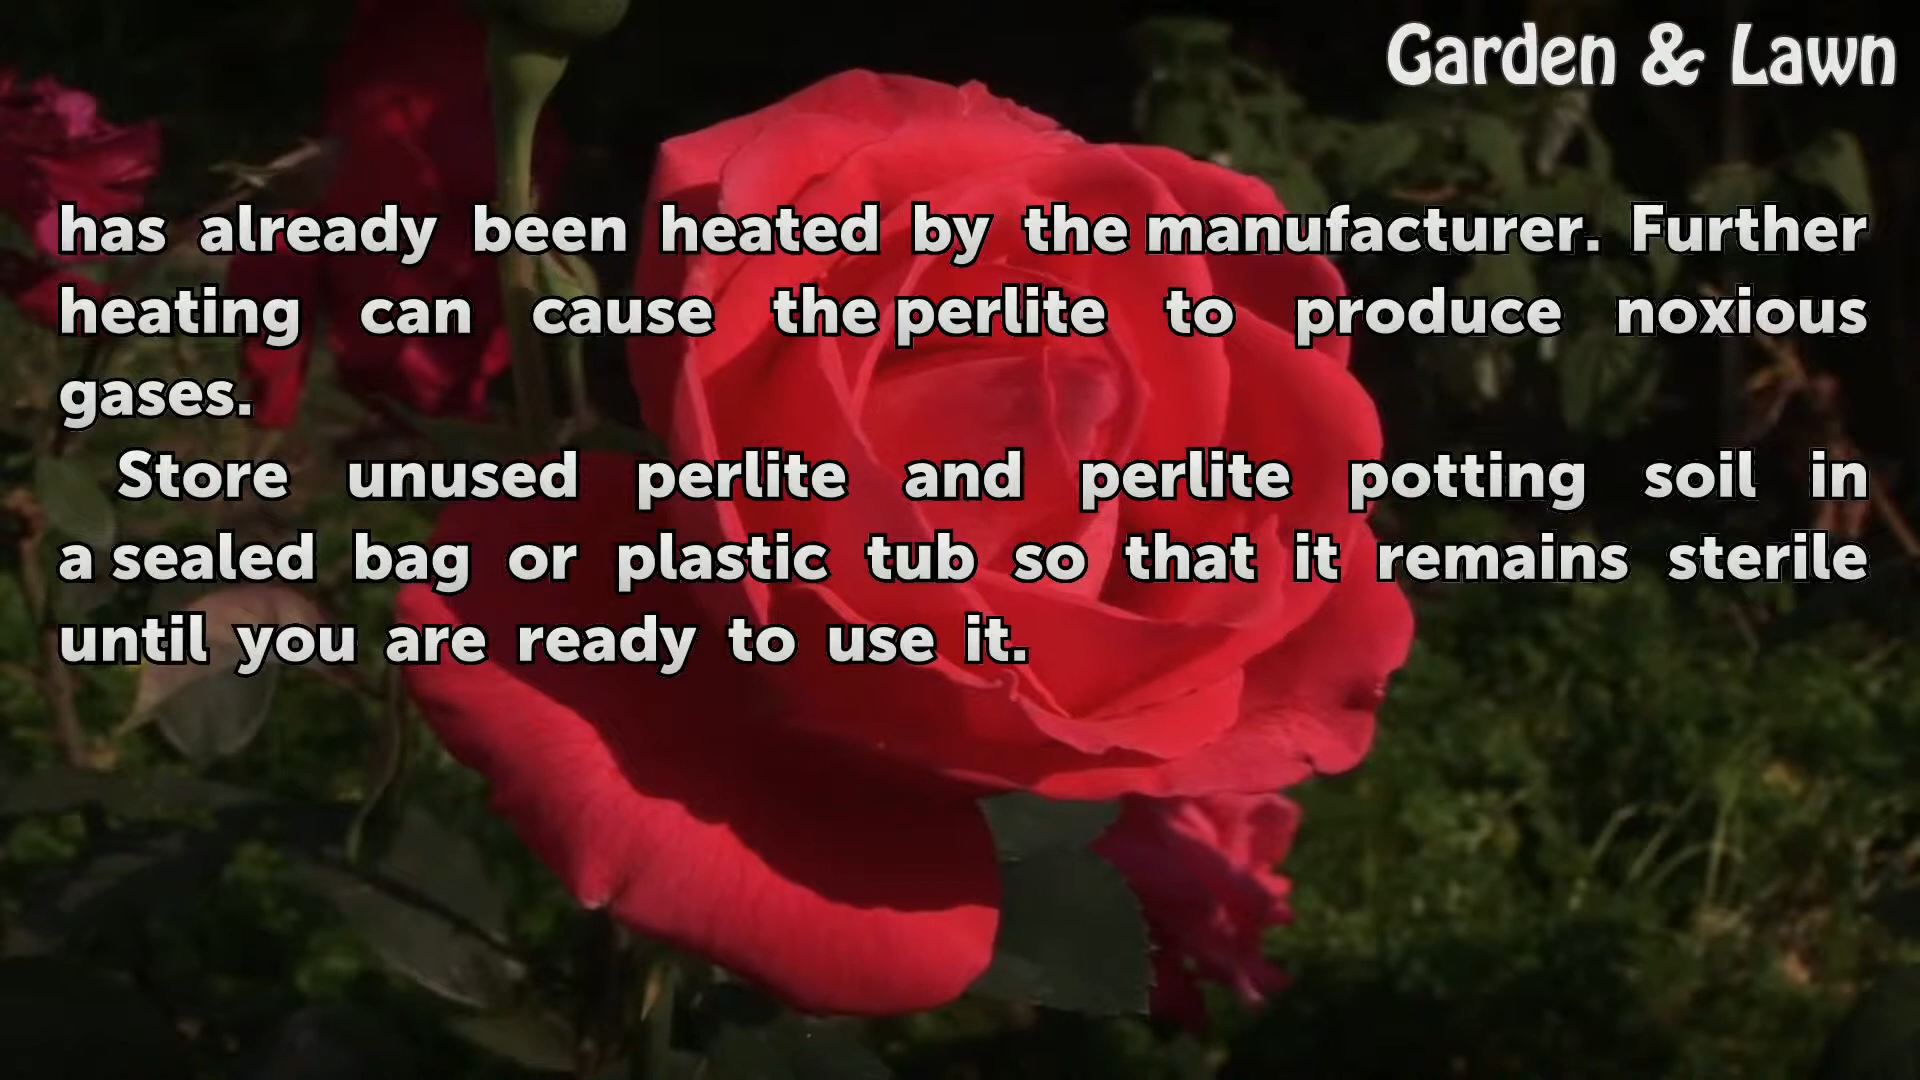 Garden & Lawn
has already been heated by the manufacturer. Further
heating can cause the perlite to produce noxious
gases.
Store unused perlite and perlite potting soil in
a sealed bag or plastic tub so that it remains sterile
until you are ready to use it.